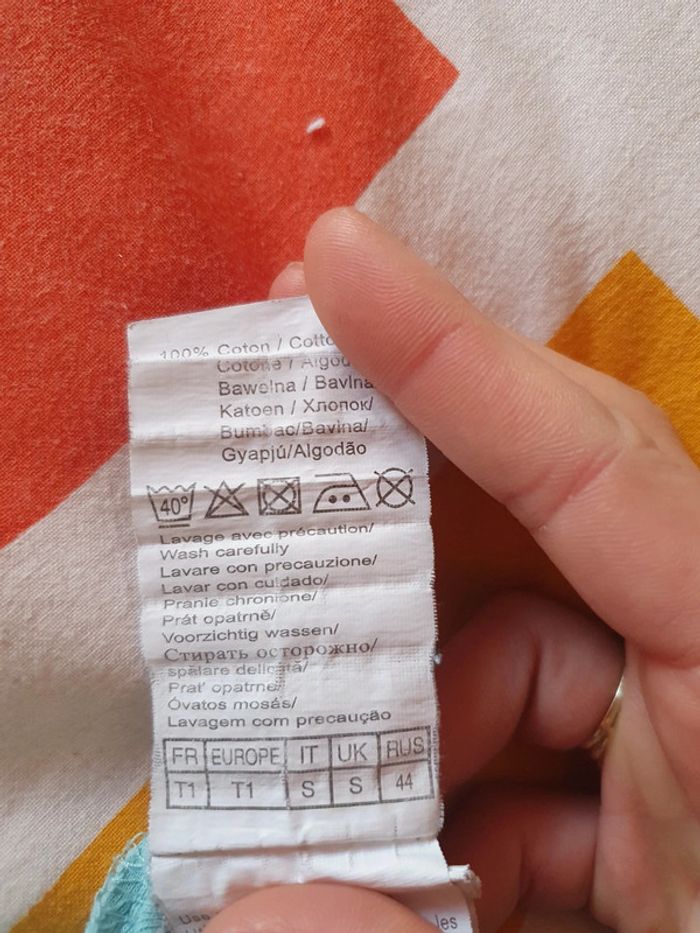 100% Coton /
Cotone /
Bawełna / Bavlna
Katoen / Хлопок/
Bumbac/Bavlna/
Gyapjú/Algodão
40°
Lavage avec précaution/
Wash carefully
Lavare con precauzione/
Lavar con cuidado/
Pranie chronione/
Prát opatrně/
Voorzichtig wassen/
Стирать осторожно/
spălare delicată/
Prať opatrne/
Óvatos mosás/
Lavagem com precaução
FR EUROPE IT UK RUS
T1 T1 S S 44
Use